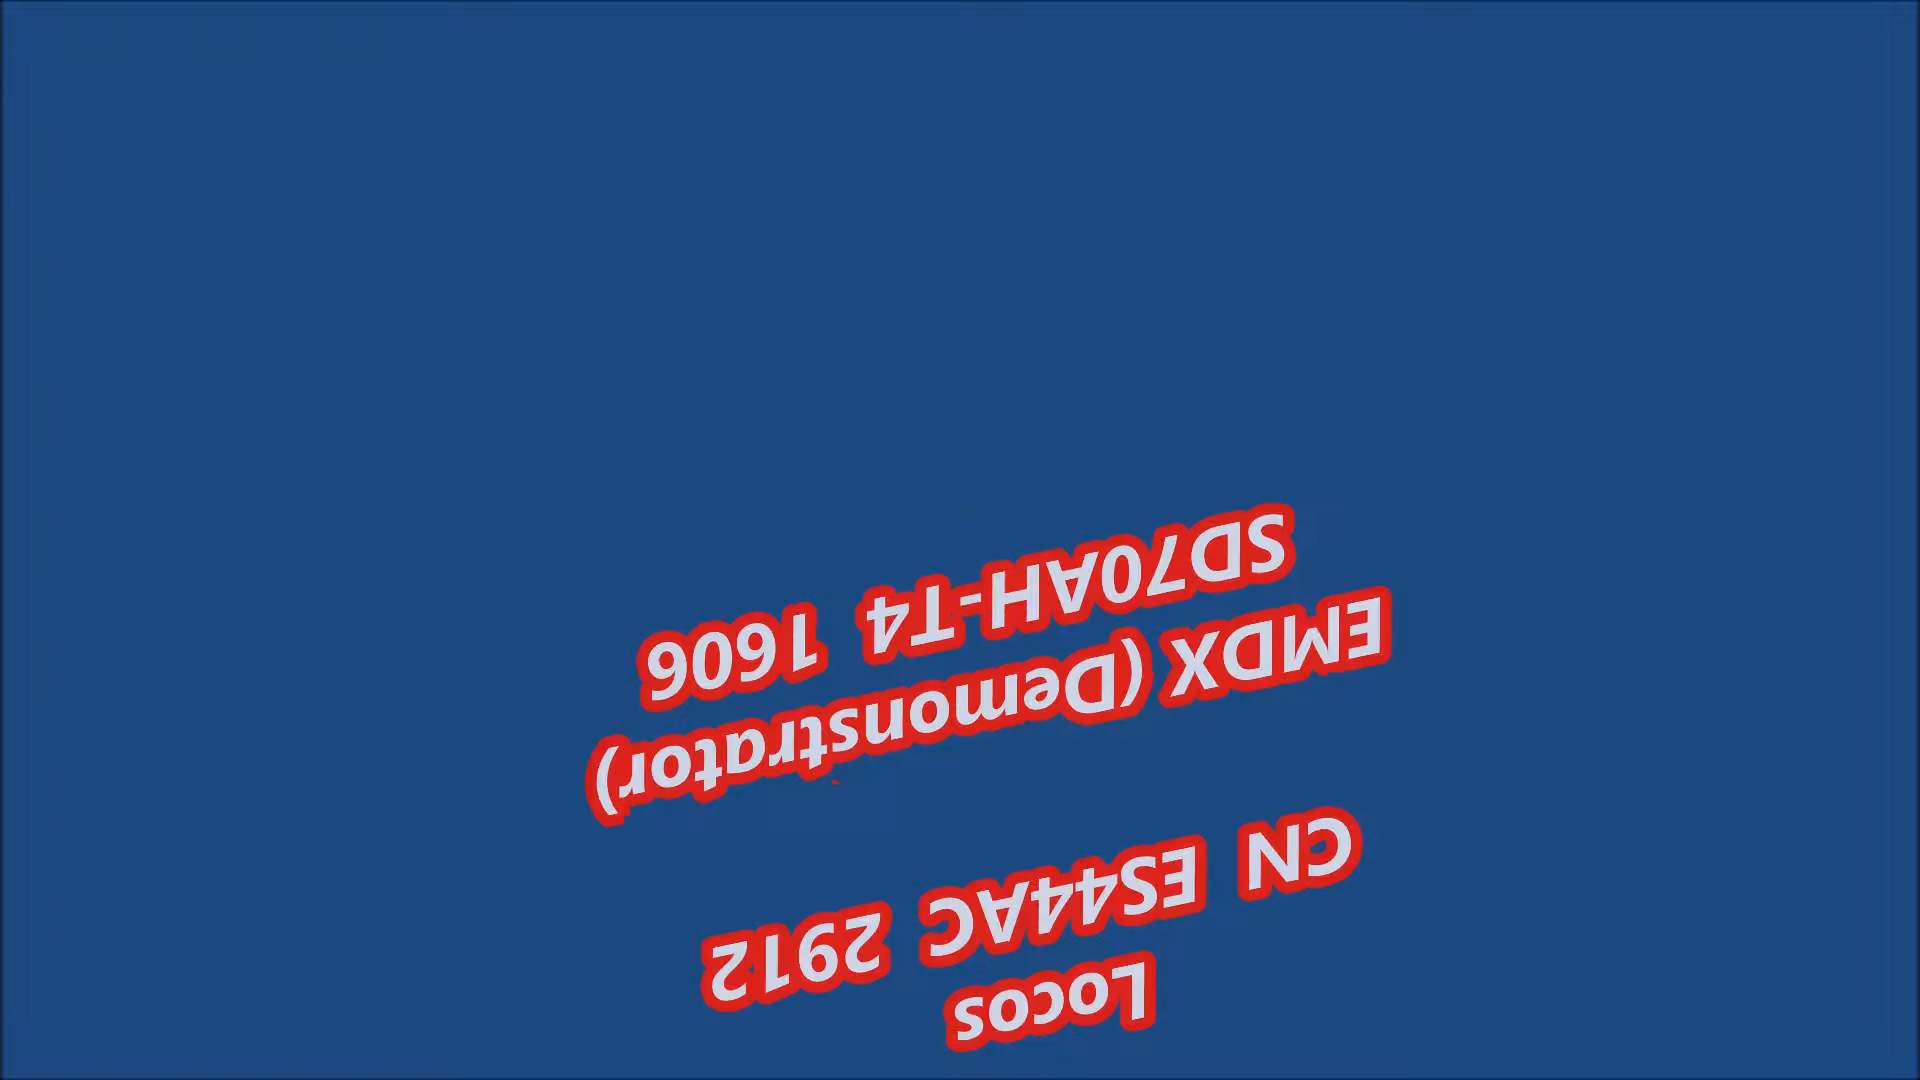 Locos
CN ES44AC 2912
EMDX (Demonstrator)
SD70AH-T4 1606